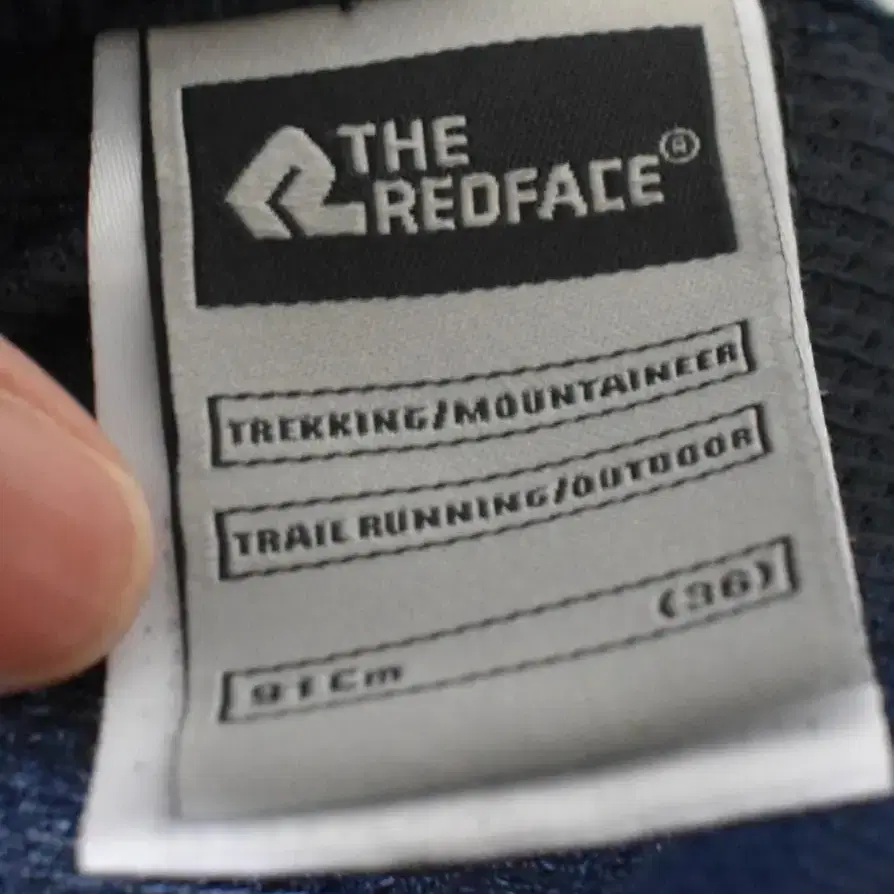 THE
REDFACE®
TREKKING/MOUNTAINEER
TRAIL RUNNING/OUTDOOR
91Cm (36)